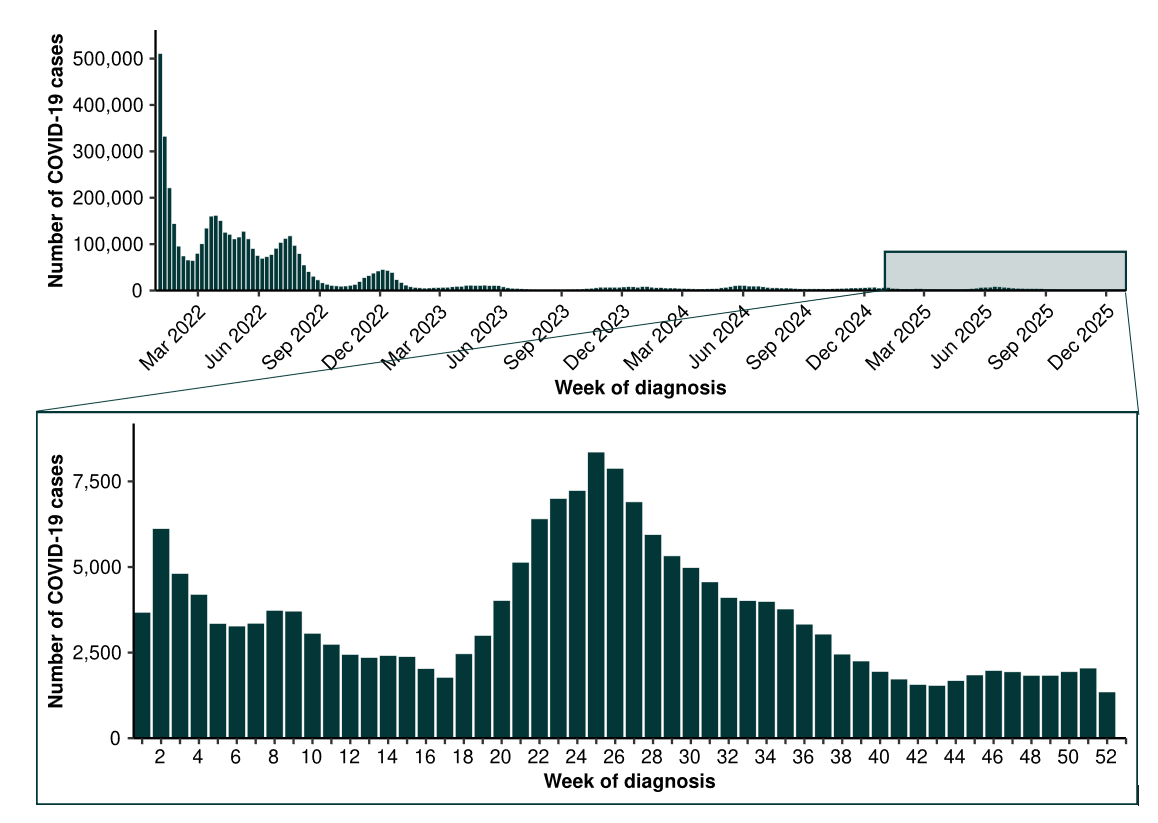 Number of COVID-19 cases
500,000
400,000
300,000
200,000
100,000
0
Mar 2022 Jun 2022 Sep 2022 Dec 2022 Mar 2023 Jun 2023 Sep 2023 Dec 2023 Mar 2024 Jun 2024 Sep 2024 Dec 2024 Mar 2025 Jun 2025 Sep 2025 Dec 2025
Week of diagnosis
Number of COVID-19 cases
7,500
5,000
2,500
0
2 4 6 8 10 12 14 16 18 20 22 24 26 28 30 32 34 36 38 40 42 44 46 48 50 52
Week of diagnosis